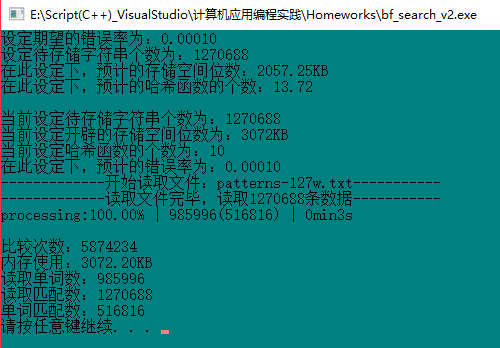 E:\Script(C++)_VisualStudio\计算机应用编程实践\Homeworks\bf_search_v2.exe
设定期望的错误率为：0.00010
设定待存储字符串个数为：1270688
在此设定下，预计的存储空间位数：2057.25KB
在此设定下，预计的哈希函数的个数：13.72
当前设定待存储字符串个数为：1270688
当前设定开辟的存储空间位数为：3072KB
当前设定哈希函数的个数为：10
在此设定下，预计的错误率为：0.00010
-------------开始读取文件：patterns-127w.txt-----------
-------------读取文件完毕，读取1270688条数据-----------
processing:100.00% | 985996(516816) | 0min3s
比较次数：5874234
内存使用：3072.20KB
读取单词数：985996
读取匹配数：1270688
单词匹配数：516816
请按任意键继续. . .